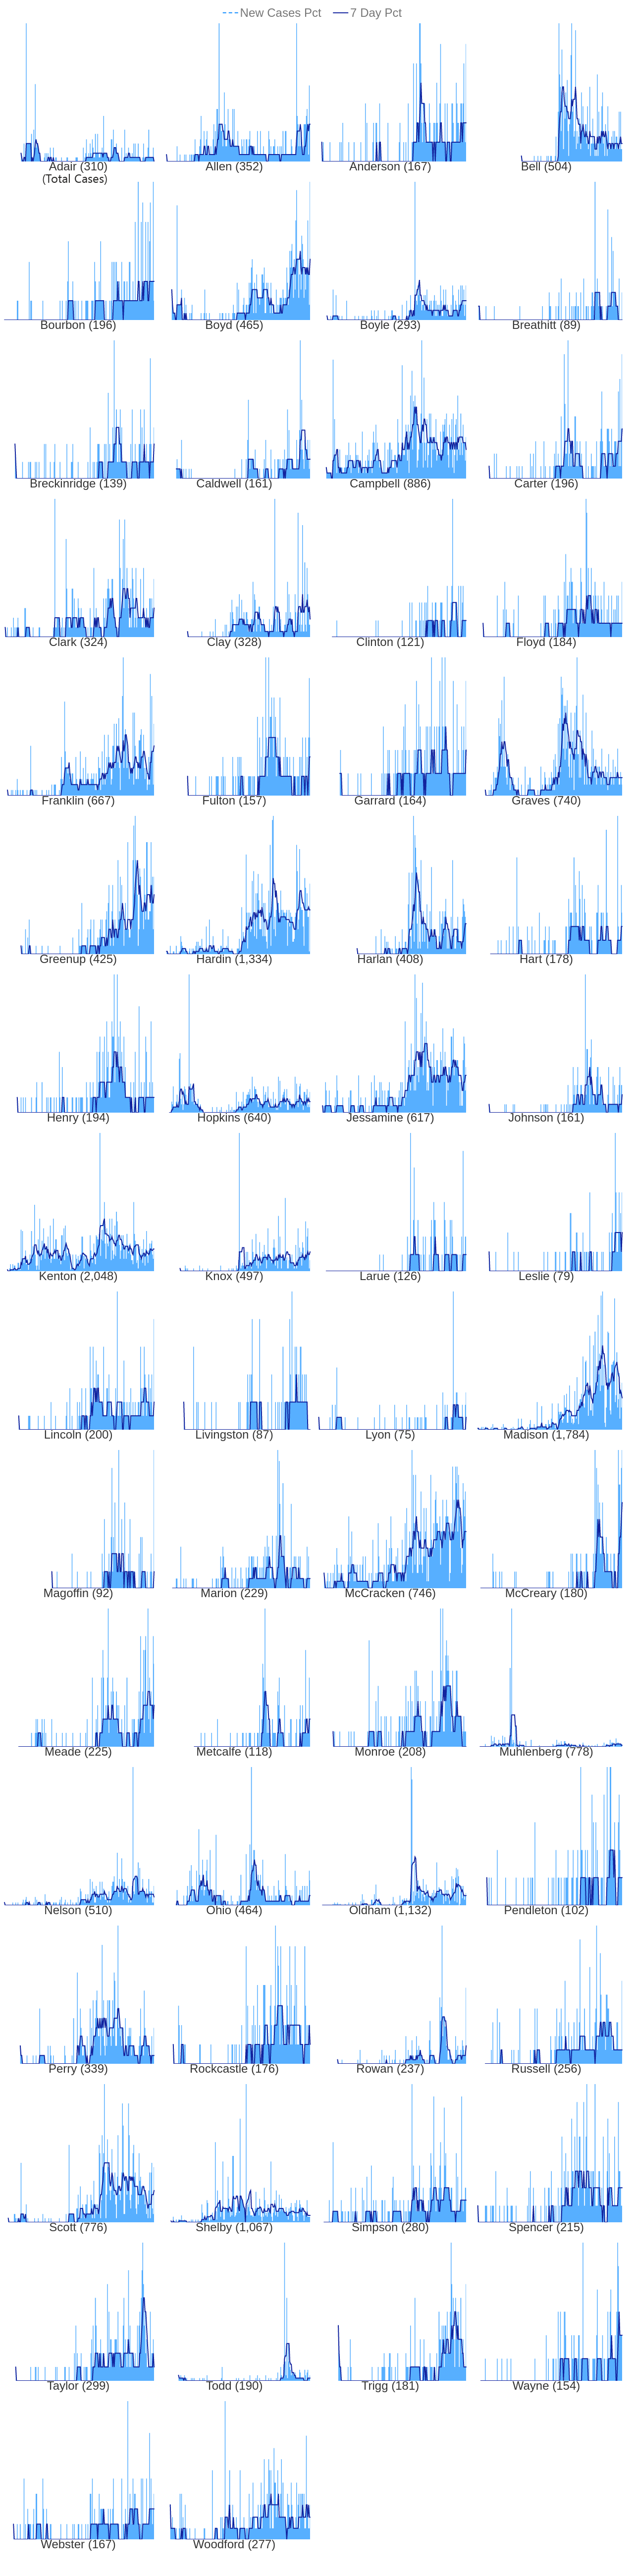 New Cases Pct 7 Day Pct
Adair (310) Allen (352) Anderson (167) Bell (504)
(Total Cases)
Bourbon (196) Boyd (465) Boyle (293) Breathitt (89)
Breckinridge (139) Caldwell (161) Campbell (886) Carter (196)
Clark (324) Clay (328) Clinton (121) Floyd (184)
Franklin (667) Fulton (157) Garrard (164) Graves (740)
Greenup (425) Hardin (1,334) Harlan (408) Hart (178)
Henry (194) Hopkins (640) Jessamine (617) Johnson (161)
Kenton (2,048) Knox (497) Larue (126) Leslie (79)
Lincoln (200) Livingston (87) Lyon (75) Madison (1,784)
Magoffin (92) Marion (229) McCracken (746) McCreary (180)
Meade (225) Metcalfe (118) Monroe (208) Muhlenberg (778)
Nelson (510) Ohio (464) Oldham (1,132) Pendleton (102)
Perry (339) Rockcastle (176) Rowan (237) Russell (256)
Scott (776) Shelby (1,067) Simpson (280) Spencer (215)
Taylor (299) Todd (190) Trigg (181) Wayne (154)
Webster (167) Woodford (277)